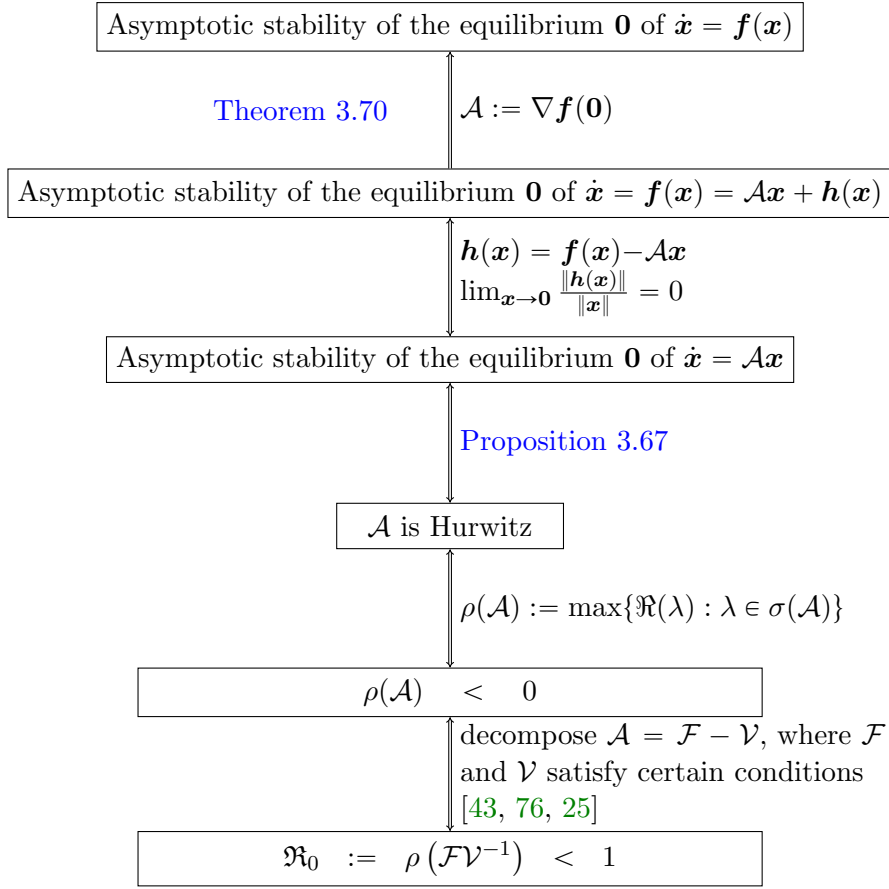 Asymptotic stability of the equilibrium 𝟎 of ẋ = f(x)
Theorem 3.70
𝒜 := ∇f(𝟎)
Asymptotic stability of the equilibrium 𝟎 of ẋ = f(x) = 𝒜x + h(x)
h(x) = f(x)−𝒜x
lim_{x→𝟎} ‖h(x)‖/‖x‖ = 0
Asymptotic stability of the equilibrium 𝟎 of ẋ = 𝒜x
Proposition 3.67
𝒜 is Hurwitz
ρ(𝒜) := max{ℜ(λ) : λ ∈ σ(𝒜)}
ρ(𝒜) < 0
decompose 𝒜 = ℱ − 𝒱, where ℱ
and 𝒱 satisfy certain conditions
[43, 76, 25]
ℜ₀ := ρ(ℱ𝒱⁻¹) < 1